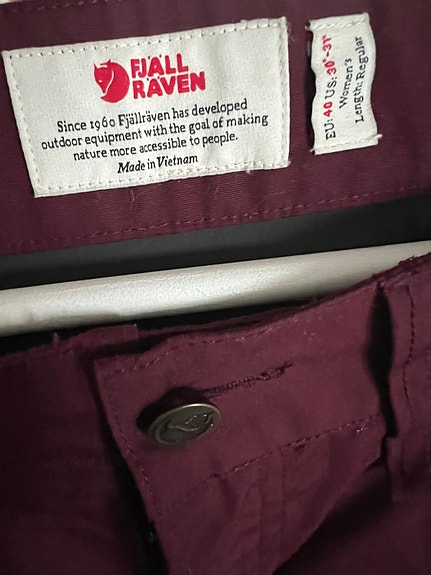 FJÄLL
RÄVEN
Since 1960 Fjällräven has developed
outdoor equipment with the goal of making
nature more accessible to people.
Made in Vietnam
EU: 40 US: 30"-31"
Women's
Length: Regular